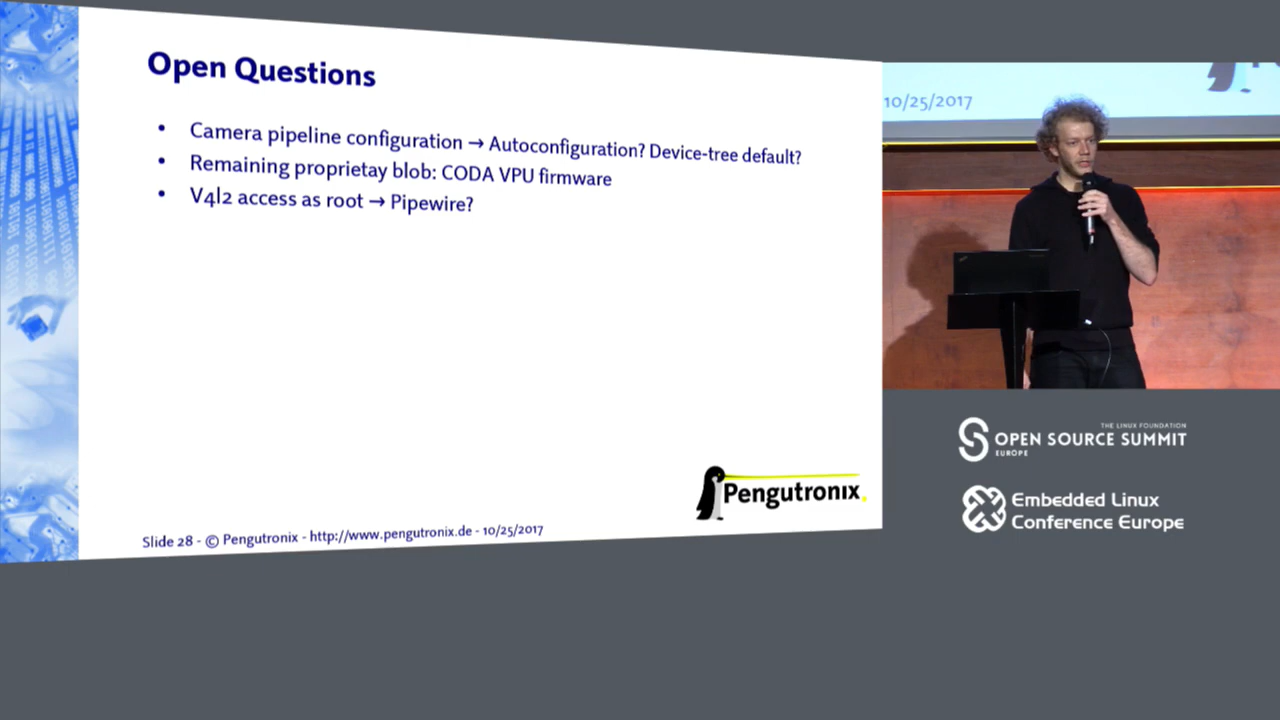 Open Questions
• Camera pipeline configuration → Autoconfiguration? Device-tree default?
• Remaining proprietay blob: CODA VPU firmware
• V4l2 access as root → Pipewire?
Pengutronix
Slide 28 - © Pengutronix - http://www.pengutronix.de - 10/25/2017
10/25/2017
THE LINUX FOUNDATION
OPEN SOURCE SUMMIT
EUROPE
Embedded Linux
Conference Europe